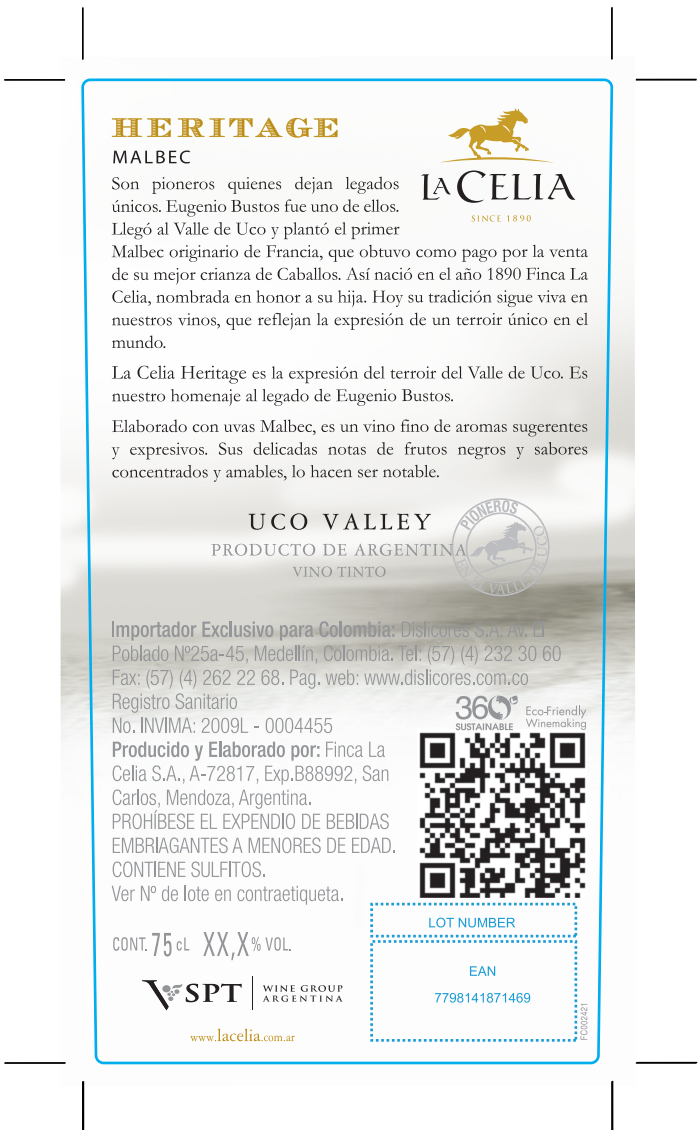 HERITAGE
MALBEC
LA CELIA
SINCE 1890
Son pioneros quienes dejan legados
únicos. Eugenio Bustos fue uno de ellos.
Llegó al Valle de Uco y plantó el primer
Malbec originario de Francia, que obtuvo como pago por la venta
de su mejor crianza de Caballos. Así nació en el año 1890 Finca La
Celia, nombrada en honor a su hija. Hoy su tradición sigue viva en
nuestros vinos, que reflejan la expresión de un terroir único en el
mundo.
La Celia Heritage es la expresión del terroir del Valle de Uco. Es
nuestro homenaje al legado de Eugenio Bustos.
Elaborado con uvas Malbec, es un vino fino de aromas sugerentes
y expresivos. Sus delicadas notas de frutos negros y sabores
concentrados y amables, lo hacen ser notable.
UCO VALLEY
PRODUCTO DE ARGENTINA
VINO TINTO
PIONEROS
EN EL VALLE DE UCO
Importador Exclusivo para Colombia: Dislicores S.A. Av. El
Poblado Nº25a-45, Medellín, Colombia. Tel: (57) (4) 232 30 60
Fax: (57) (4) 262 22 68. Pag. web: www.dislicores.com.co
Registro Sanitario
No. INVIMA: 2009L - 0004455
Producido y Elaborado por: Finca La
Celia S.A., A-72817, Exp.B88992, San
Carlos, Mendoza, Argentina.
PROHÍBESE EL EXPENDIO DE BEBIDAS
EMBRIAGANTES A MENORES DE EDAD.
CONTIENE SULFITOS.
Ver Nº de lote en contraetiqueta.
360°
SUSTAINABLE
Eco-Friendly
Winemaking
CONT. 75 cL XX,X % VOL.
LOT NUMBER
EAN
7798141871469
FC002421
VSPT
WINE GROUP
ARGENTINA
www.lacelia.com.ar